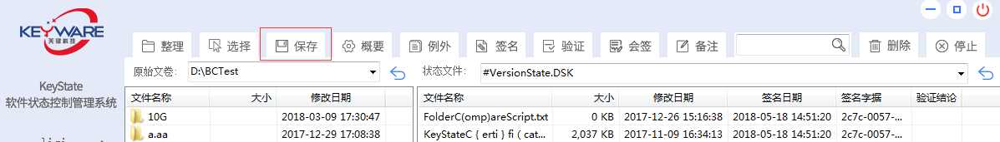 KEYWARE
关键科技
KeyState
软件状态控制管理系统
整理 选择 保存 概要 例外 签名 验证 会签 备注 删除 停止
原始文卷: D:\BCTest 状态文件: #VersionState.DSK
文件名称 大小 修改日期 文件名称 大小 修改日期 签名日期 签名字据 验证结论
10G 2018-03-09 17:30:47 FolderC(omp)areScript.txt 0 KB 2017-12-26 15:16:38 2018-05-18 14:51:20 2c7c-0057-...
a.aa 2017-12-29 17:08:38 KeyStateC { erti } fi ( cat... 2,037 KB 2017-11-09 16:34:13 2018-05-18 14:51:20 2c7c-0057-...